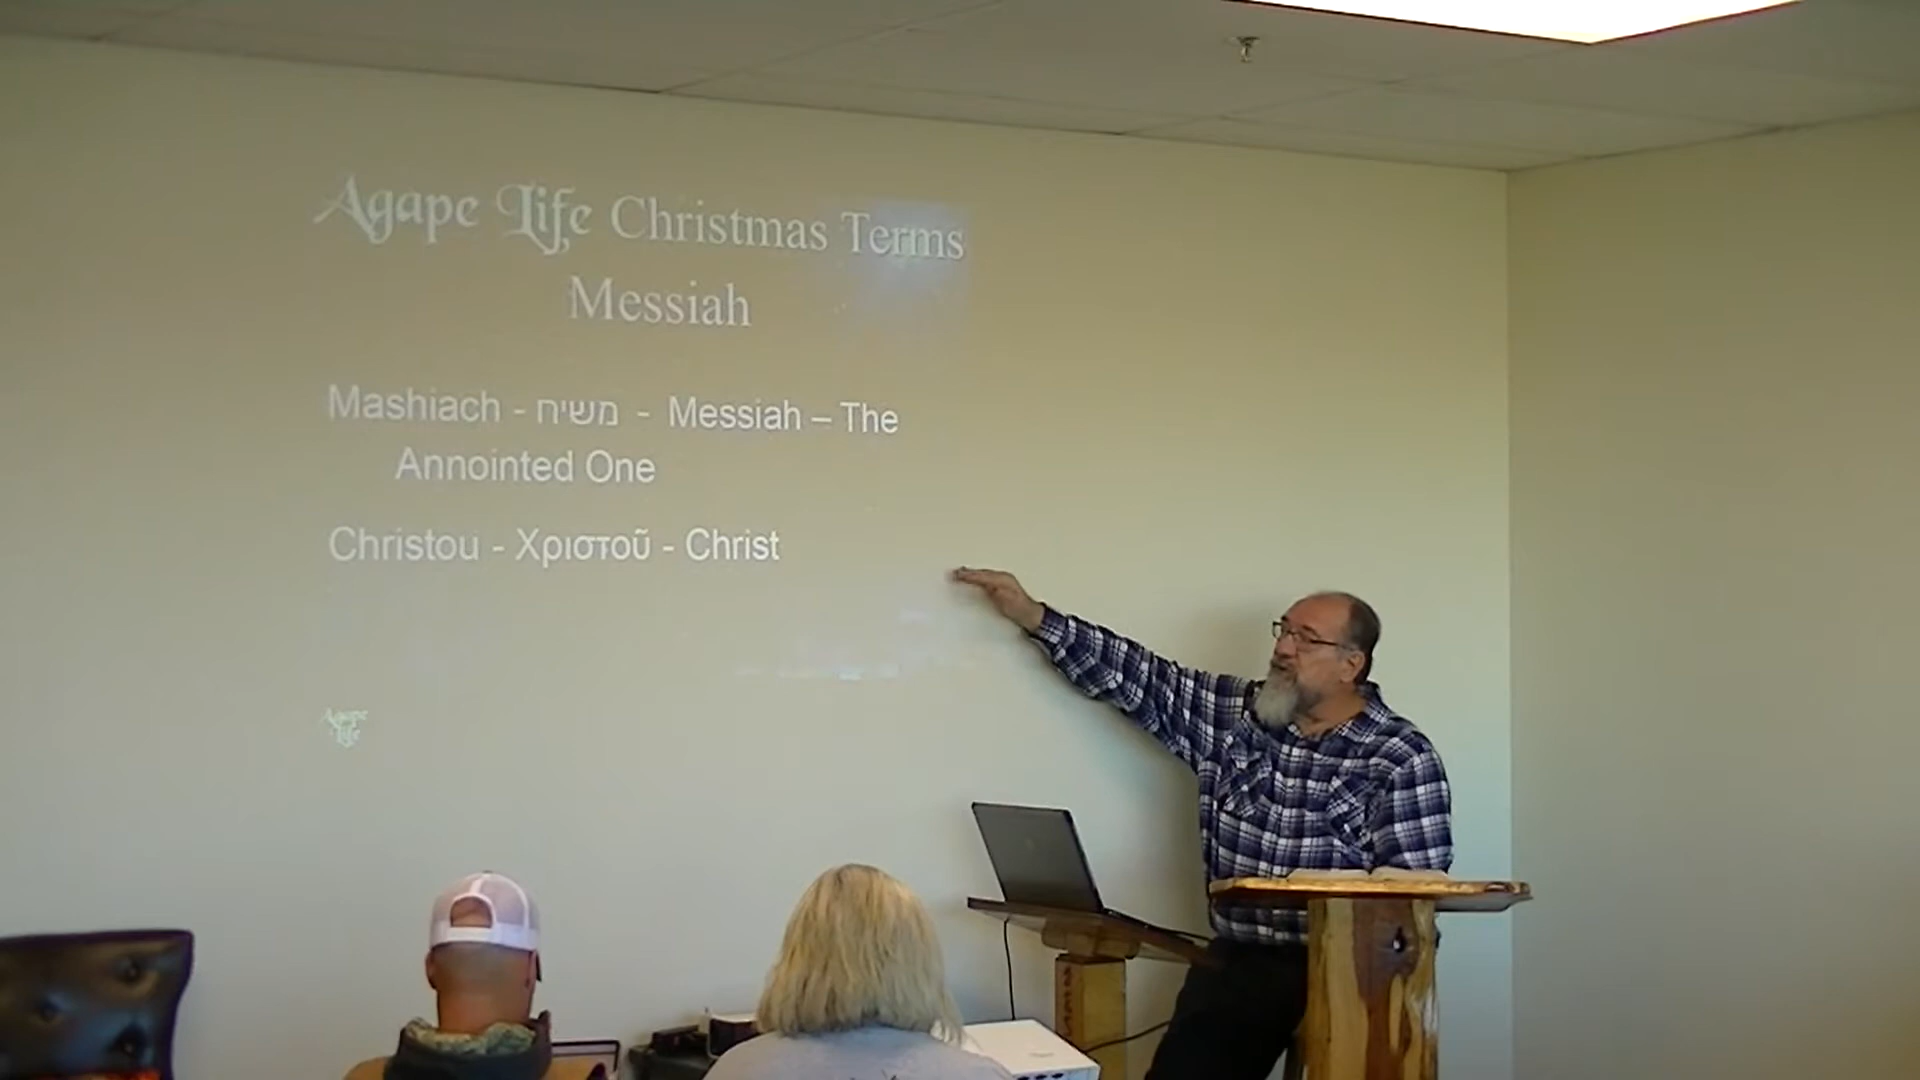 Agape Life Christmas Terms
Messiah
Mashiach - משיח - Messiah – The
Annointed One
Christou - Χριστοῦ - Christ
Agape
Life